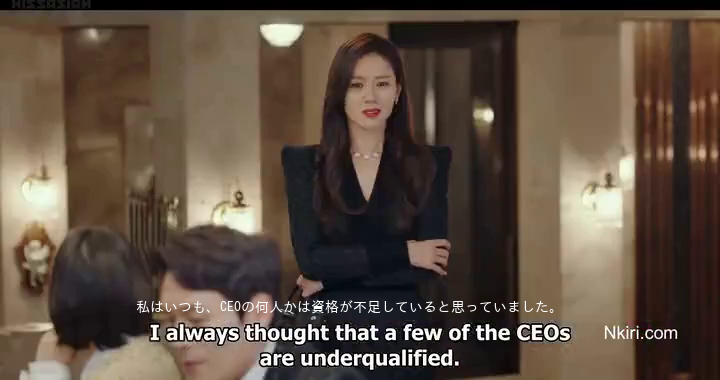 KISSASIAN
私はいつも、CEOの何人かは資格が不足していると思っていました。
I always thought that a few of the CEOs
are underqualified.
Nkiri.com